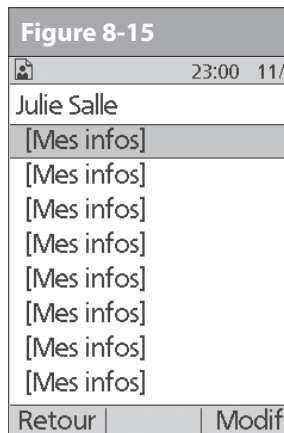 Figure 8-15
23:00 11/
Julie Salle
[Mes infos]
[Mes infos]
[Mes infos]
[Mes infos]
[Mes infos]
[Mes infos]
[Mes infos]
[Mes infos]
Retour Modif